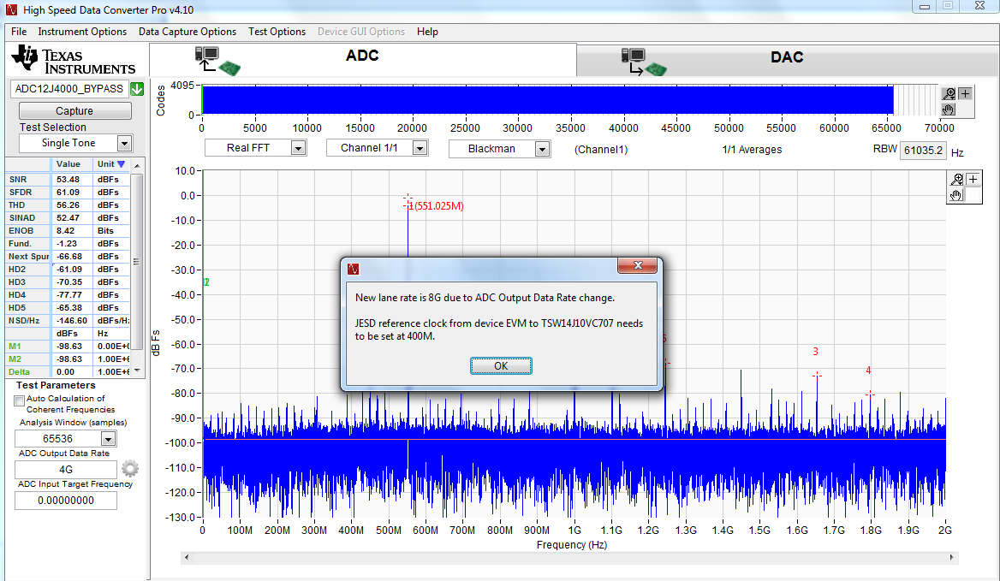 High Speed Data Converter Pro v4.10
File Instrument Options Data Capture Options Test Options Device GUI Options Help
TEXAS INSTRUMENTS
ADC
DAC
ADC12J4000_BYPASS
Capture
Test Selection
Single Tone
Value Unit
SNR 53.48 dBFs
SFDR 61.09 dBFs
THD 56.26 dBFs
SINAD 52.47 dBFs
ENOB 8.42 Bits
Fund. -1.23 dBFs
Next Spur -66.68 dBFs
HD2 -61.09 dBFs
HD3 -70.35 dBFs
HD4 -77.77 dBFs
HD5 -65.38 dBFs
NSD/Hz -146.60 dBFs/Hz
dBFs Hz
M1 -98.63 0.00E+
M2 -98.63 1.00E+
Delta 0.00 1.00E+
Test Parameters
Auto Calculation of
Coherent Frequencies
Analysis Window (samples)
65536
ADC Output Data Rate
4G
ADC Input Target Frequency
0.00000000
Codes
4095
0
0 5000 10000 15000 20000 25000 30000 35000 40000 45000 50000 55000 60000 65000 70000
Real FFT Channel 1/1 Blackman (Channel1) 1/1 Averages RBW 61035.2 Hz
dB Fs
10.0
0.0
-10.0
-20.0
-30.0
-40.0
-50.0
-60.0
-70.0
-80.0
-90.0
-100.0
-110.0
-120.0
-130.0
1(551.025M)
3
4
New lane rate is 8G due to ADC Output Data Rate change.
JESD reference clock from device EVM to TSW14J10VC707 needs
to be set at 400M.
OK
0 100M 200M 300M 400M 500M 600M 700M 800M 900M 1G 1.1G 1.2G 1.3G 1.4G 1.5G 1.6G 1.7G 1.8G 1.9G 2G
Frequency (Hz)